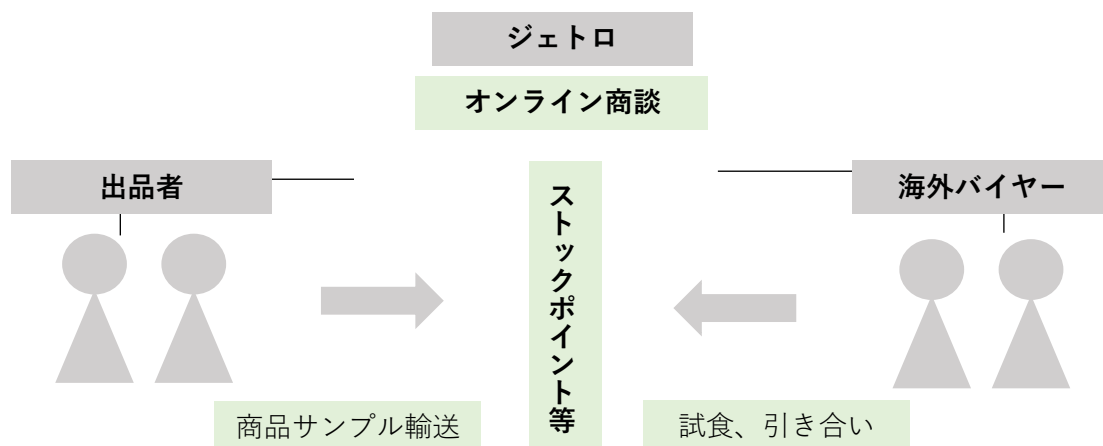 ジェトロ
オンライン商談
出品者
海外バイヤー
ストックポイント等
商品サンプル輸送
試食、引き合い